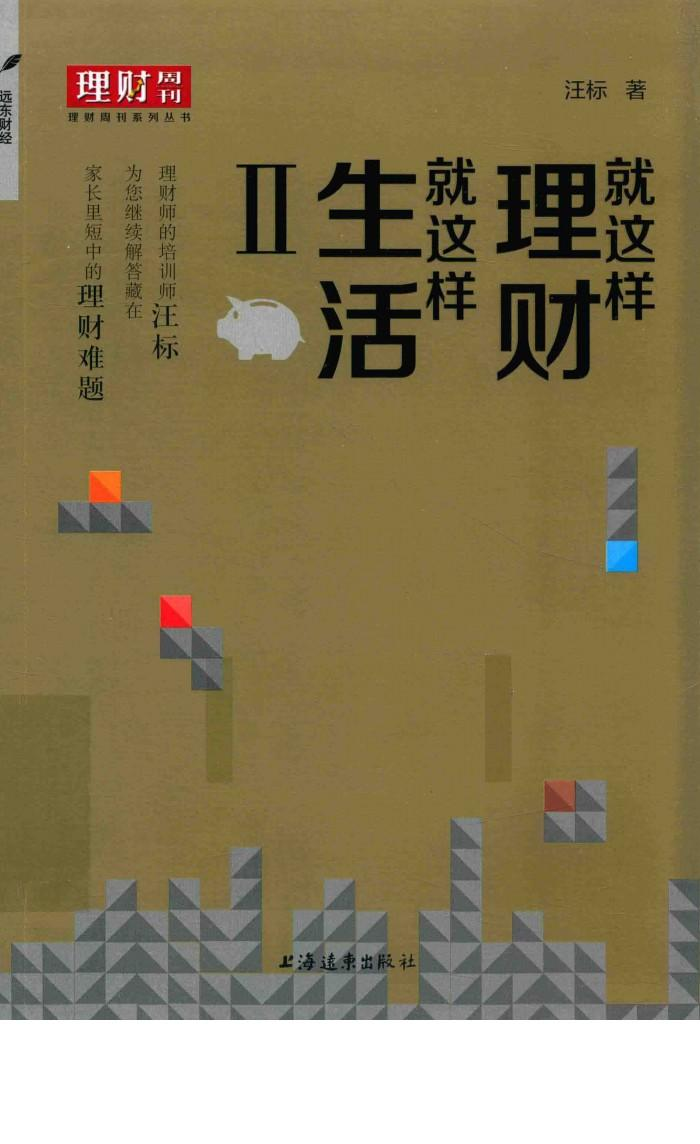 远东财经
理财周刊
理财周刊系列丛书
汪标 著
就这样
理财
就这样
生活
II
理财师的培训师汪标
为您继续解答藏在
家长里短中的理财难题
上海遠東出版社